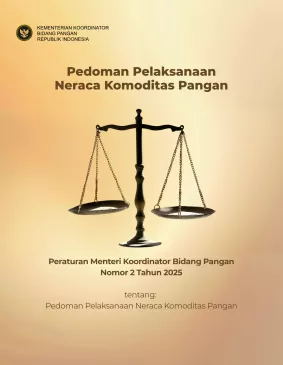 KEMENTERIAN KOORDINATOR
BIDANG PANGAN
REPUBLIK INDONESIA
Pedoman Pelaksanaan
Neraca Komoditas Pangan
Peraturan Menteri Koordinator Bidang Pangan
Nomor 2 Tahun 2025
tentang:
Pedoman Pelaksanaan Neraca Komoditas Pangan